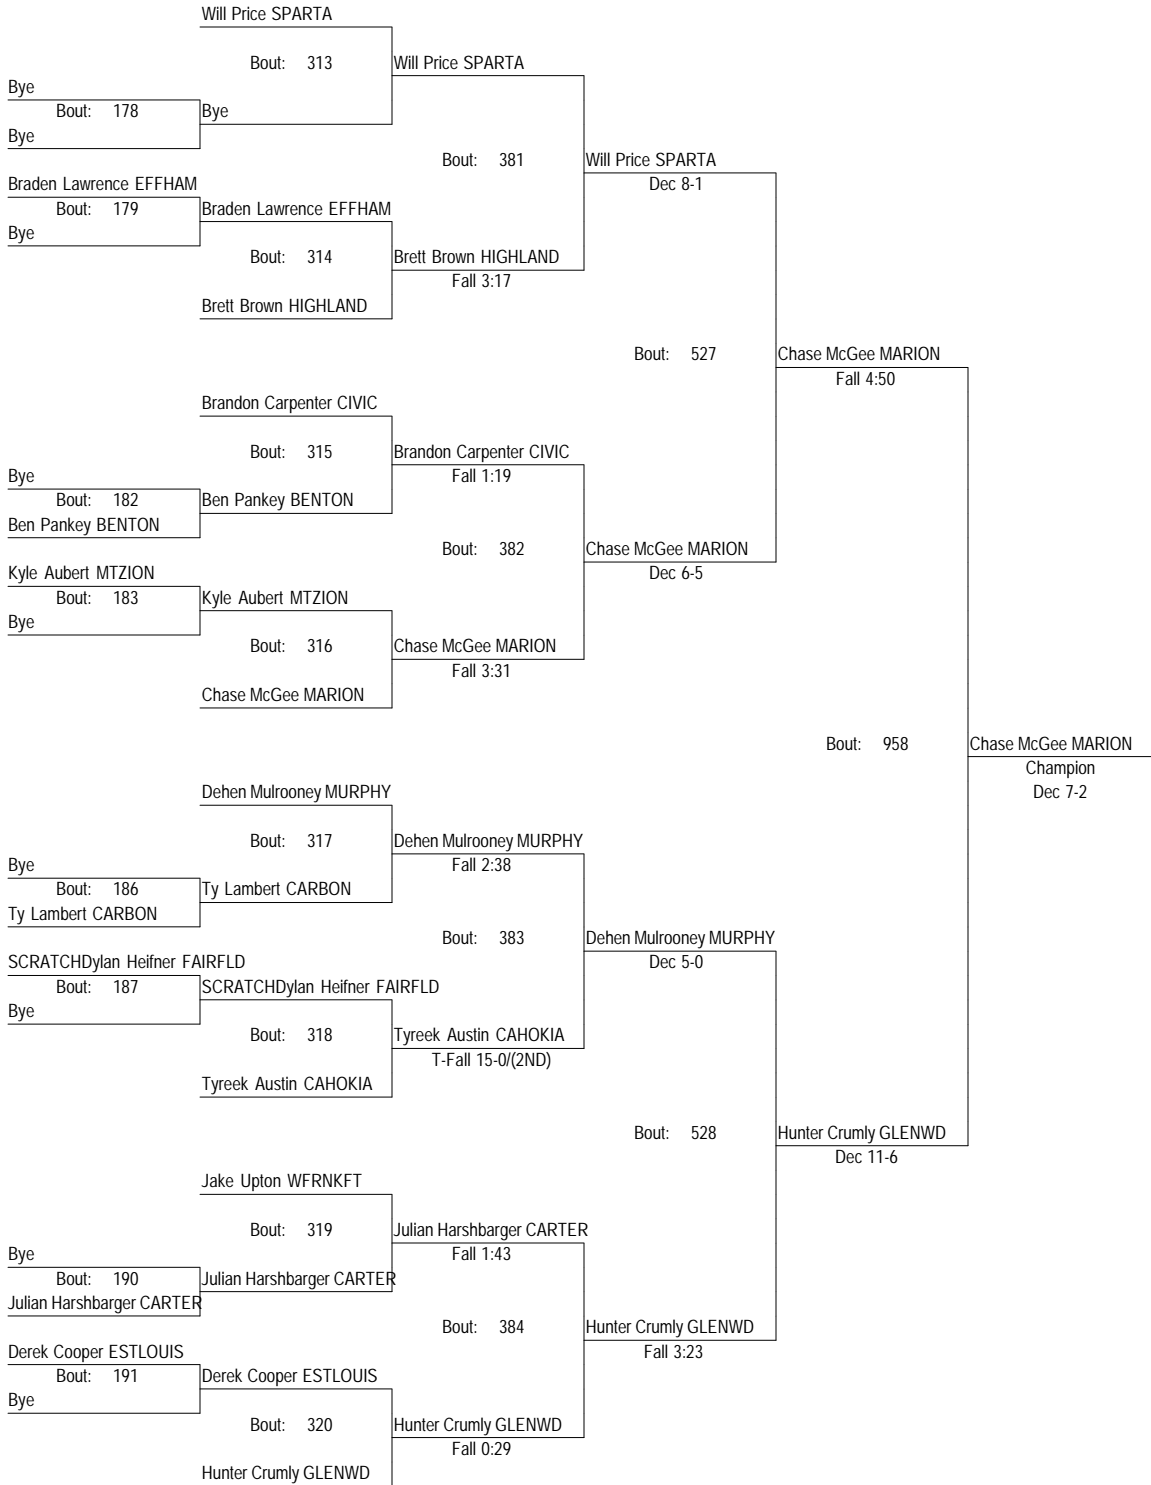 Will Price SPARTA
Bout: 313
Will Price SPARTA
Bye
Bout: 178
Bye
Bye
Bout: 381
Will Price SPARTA
Dec 8-1
Braden Lawrence EFFHAM
Bout: 179
Braden Lawrence EFFHAM
Bye
Bout: 314
Brett Brown HIGHLAND
Fall 3:17
Brett Brown HIGHLAND
Bout: 527
Chase McGee MARION
Fall 4:50
Brandon Carpenter CIVIC
Bout: 315
Brandon Carpenter CIVIC
Fall 1:19
Bye
Bout: 182
Ben Pankey BENTON
Ben Pankey BENTON
Bout: 382
Chase McGee MARION
Dec 6-5
Kyle Aubert MTZION
Bout: 183
Kyle Aubert MTZION
Bye
Bout: 316
Chase McGee MARION
Fall 3:31
Chase McGee MARION
Bout: 958
Chase McGee MARION
Champion
Dec 7-2
Dehen Mulrooney MURPHY
Bout: 317
Dehen Mulrooney MURPHY
Fall 2:38
Bye
Bout: 186
Ty Lambert CARBON
Ty Lambert CARBON
Bout: 383
Dehen Mulrooney MURPHY
Dec 5-0
SCRATCHDylan Heifner FAIRFLD
Bout: 187
SCRATCHDylan Heifner FAIRFLD
Bye
Bout: 318
Tyreek Austin CAHOKIA
T-Fall 15-0/(2ND)
Tyreek Austin CAHOKIA
Bout: 528
Hunter Crumly GLENWD
Dec 11-6
Jake Upton WFRNKFT
Bout: 319
Julian Harshbarger CARTER
Fall 1:43
Bye
Bout: 190
Julian Harshbarger CARTER
Julian Harshbarger CARTER
Bout: 384
Hunter Crumly GLENWD
Fall 3:23
Derek Cooper ESTLOUIS
Bout: 191
Derek Cooper ESTLOUIS
Bye
Bout: 320
Hunter Crumly GLENWD
Fall 0:29
Hunter Crumly GLENWD